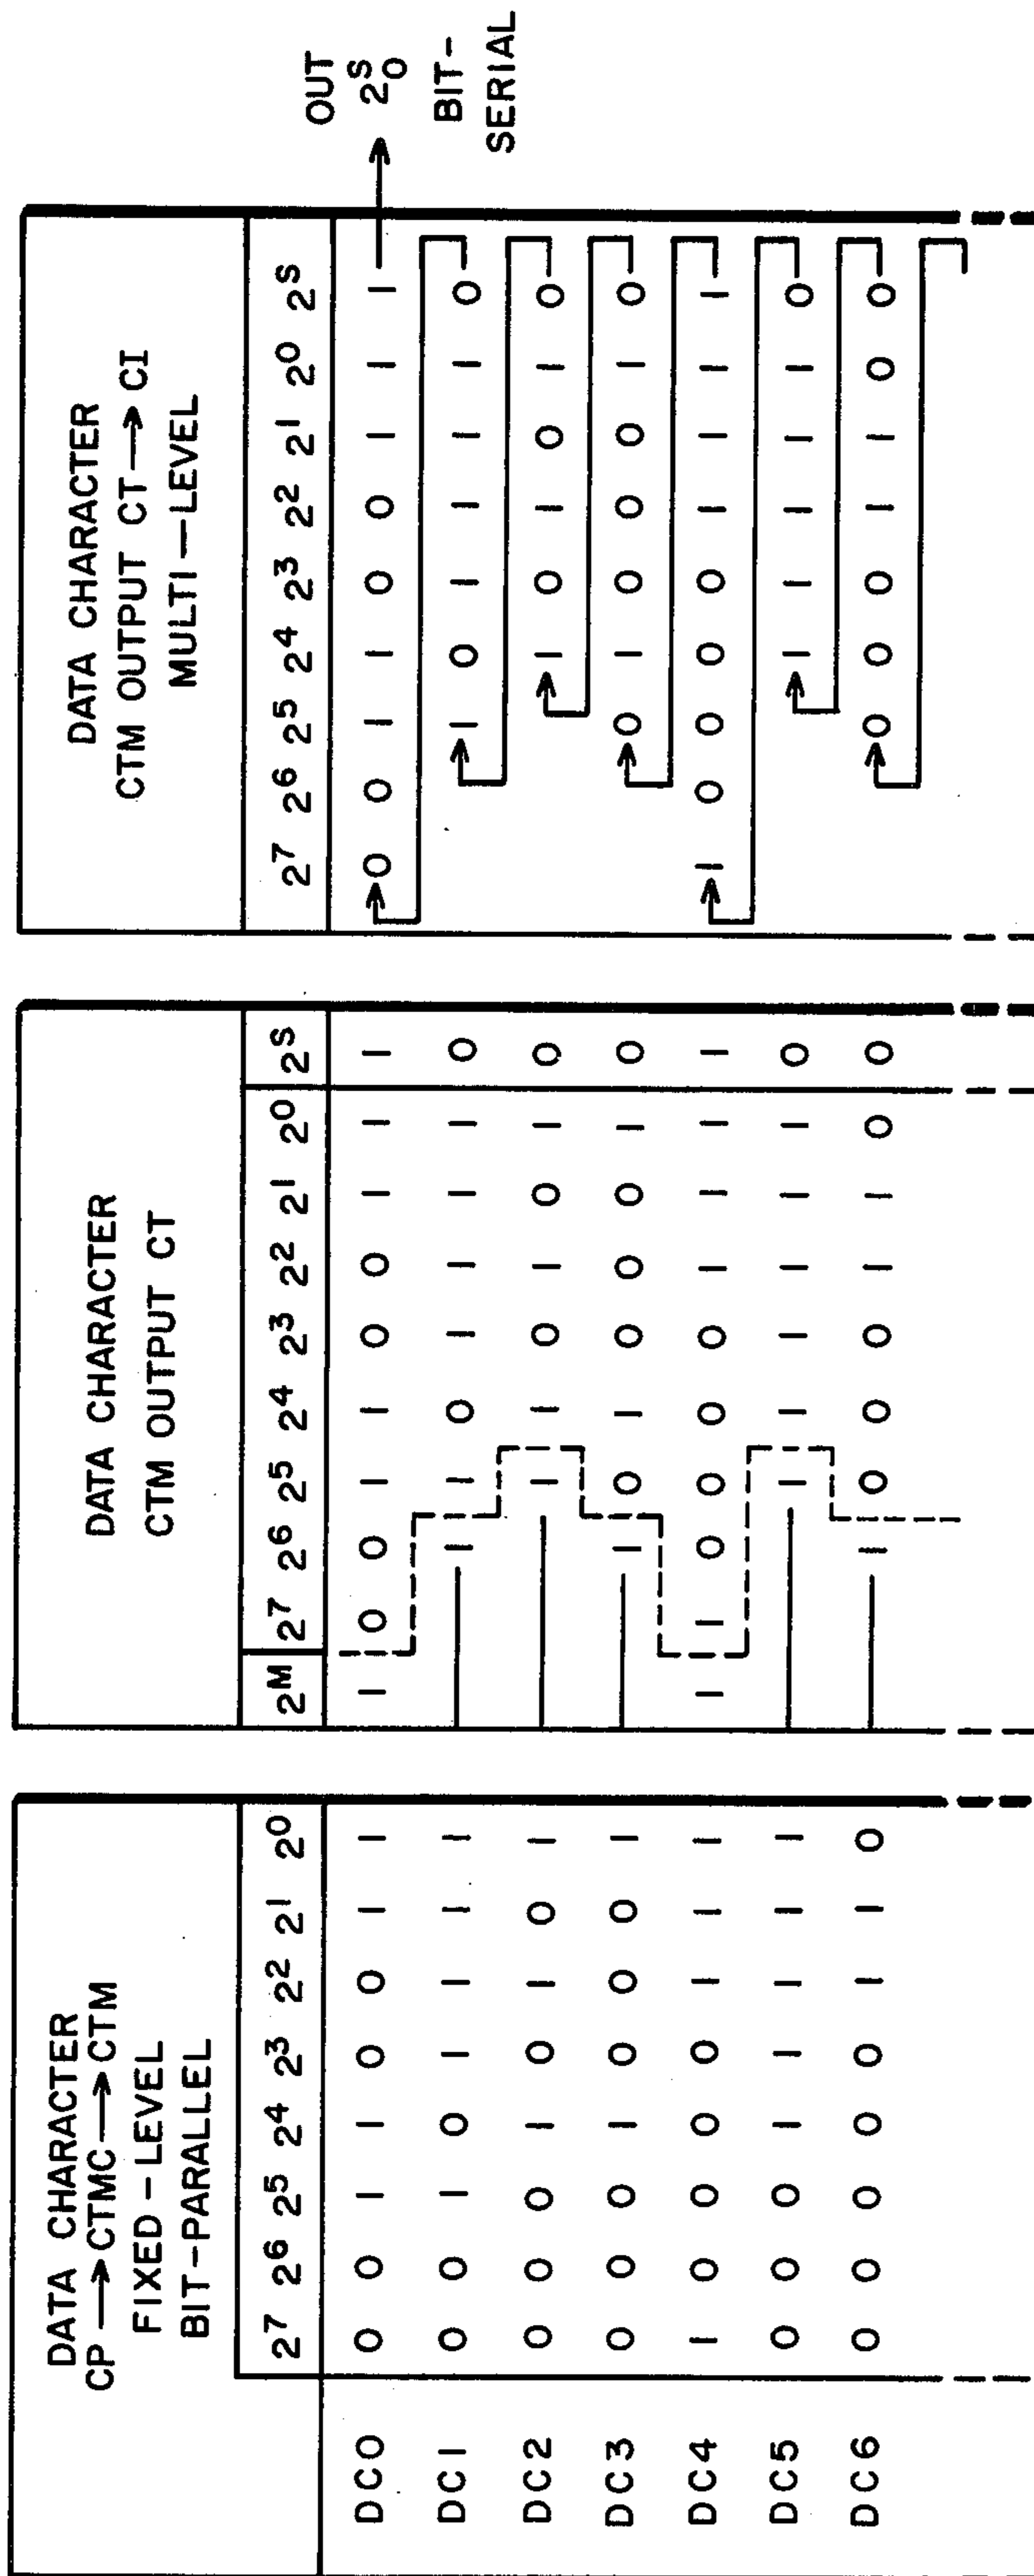 DATA CHARACTER
CP → CTMC → CTM
FIXED-LEVEL
BIT-PARALLEL
2⁷ 2⁶ 2⁵ 2⁴ 2³ 2² 2¹ 2⁰
DC0 0 0 1 1 0 0 1 1
DC1 0 0 1 0 1 1 1 1
DC2 0 0 0 1 0 1 0 1
DC3 0 0 0 1 0 0 0 1
DC4 1 0 0 0 0 1 1 1
DC5 0 0 0 1 1 1 1 1
DC6 0 0 0 0 0 1 1 0
DATA CHARACTER
CTM OUTPUT CT
2ᴹ 2⁷ 2⁶ 2⁵ 2⁴ 2³ 2² 2¹ 2⁰ 2ˢ
1 0 0 1 1 0 0 1 1 1
1 1 0 1 1 1 1 0
1 1 0 1 0 1 0
1 0 1 0 0 0 1 0
1 1 0 0 0 0 1 1 1 1
1 1 1 1 1 1 0
1 0 0 0 1 1 0 0
DATA CHARACTER
CTM OUTPUT CT → CI
MULTI-LEVEL
2⁷ 2⁶ 2⁵ 2⁴ 2³ 2² 2¹ 2⁰ 2ˢ
0 0 1 1 0 0 1 1 1
1 0 1 1 1 1 0
1 0 1 0 1 0
0 1 0 0 0 1 0
1 0 0 0 0 1 1 1 1
1 1 1 1 1 0
0 0 0 1 1 0 0
OUT
2ˢ₀
BIT-
SERIAL